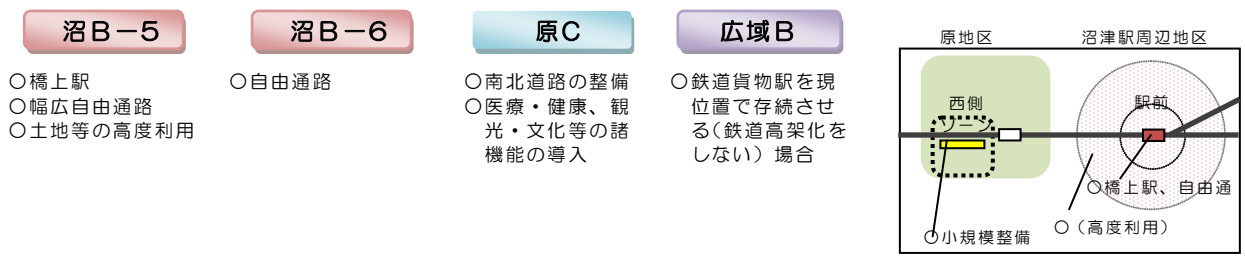 沼B－5
○橋上駅
○幅広自由通路
○土地等の高度利用
沼B－6
○自由通路
原C
○南北道路の整備
○医療・健康、観
光・文化等の諸
機能の導入
広域B
○鉄道貨物駅を現
位置で存続させ
る（鉄道高架化を
しない）場合
原地区
沼津駅周辺地区
西側
ゾーン
駅前
○橋上駅、自由通
○（高度利用）
○小規模整備